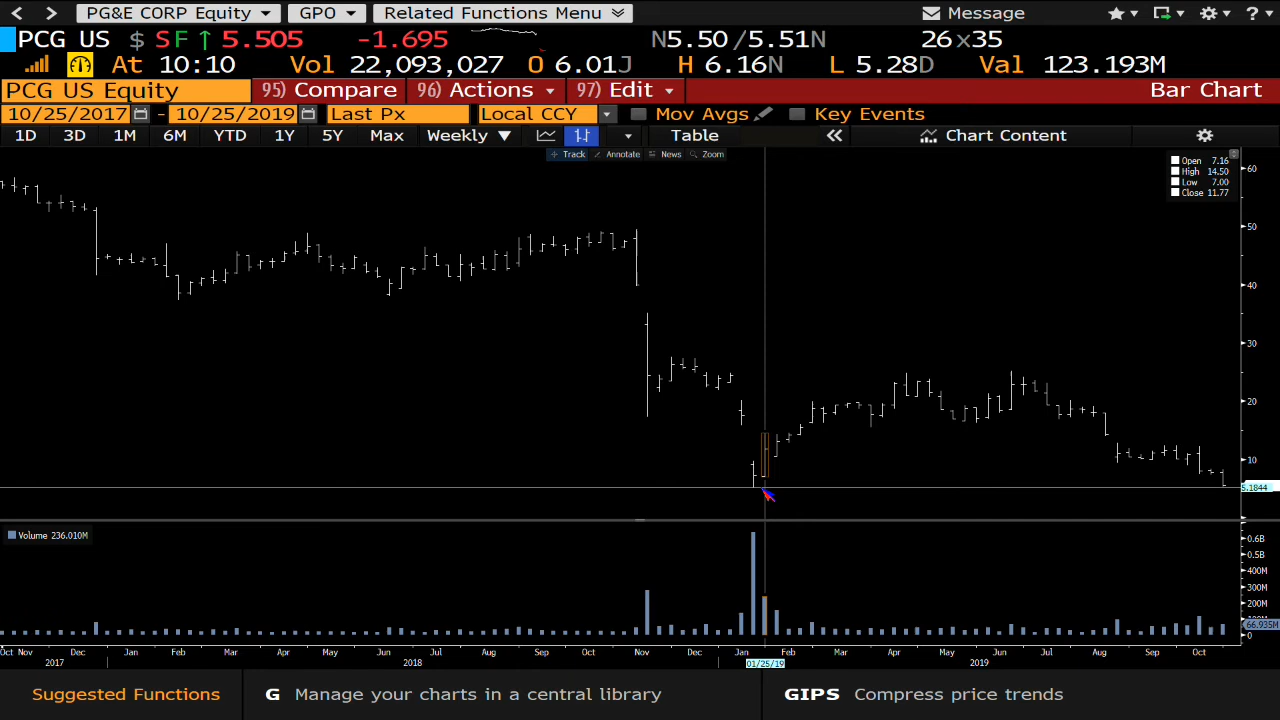 PG&E CORP Equity GPO Related Functions Menu Message ?
PCG US $ SF ↑ 5.505 -1.695 N5.50/5.51N 26×35
At 10:10 Vol 22,093,027 O 6.01J H 6.16N L 5.28D Val 123.193M
PCG US Equity 95) Compare 96) Actions 97) Edit Bar Chart
10/25/2017 - 10/25/2019 Last Px Local CCY Mov Avgs Key Events
1D 3D 1M 6M YTD 1Y 5Y Max Weekly Table Chart Content
Track Annotate News Zoom
Open 7.16
High 14.50
Low 7.00
Close 11.77
60
50
40
30
20
10
5.1844
Volume 236.010M
0.6B
0.5B
400M
300M
200M
66.935M
0
Oct Nov Dec Jan Feb Mar Apr May Jun Jul Aug Sep Oct Nov Dec Jan Feb Mar Apr May Jun Jul Aug Sep Oct
2017 2018 01/25/19 2019
Suggested Functions G Manage your charts in a central library GIPS Compress price trends